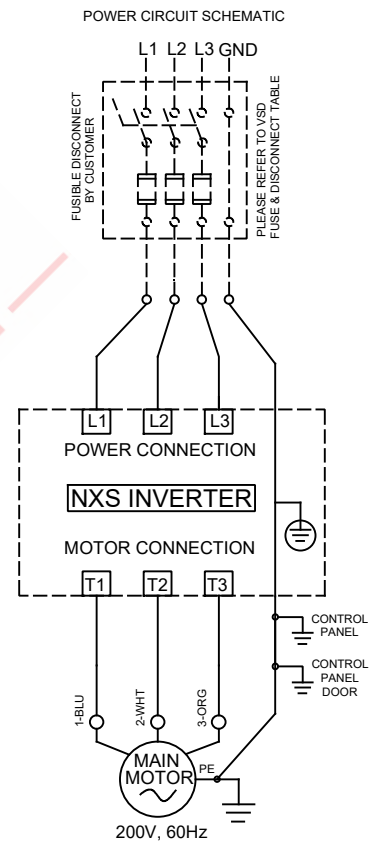 POWER CIRCUIT SCHEMATIC
L1 L2 L3 GND
FUSIBLE DISCONNECT
BY CUSTOMER
PLEASE REFER TO VSD
FUSE & DISCONNECT TABLE
L1 L2 L3
POWER CONNECTION
NXS INVERTER
MOTOR CONNECTION
T1 T2 T3
CONTROL
PANEL
CONTROL
PANEL
DOOR
1-BLU
2-WHT
3-ORG
MAIN
MOTOR
PE
200V, 60Hz